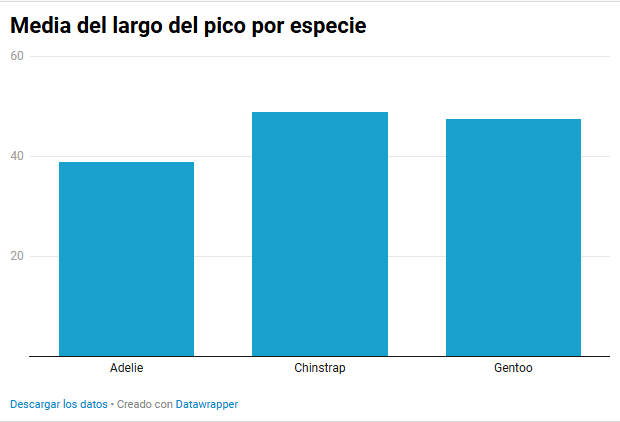 Media del largo del pico por especie
60
40
20
Adelie Chinstrap Gentoo
Descargar los datos • Creado con Datawrapper